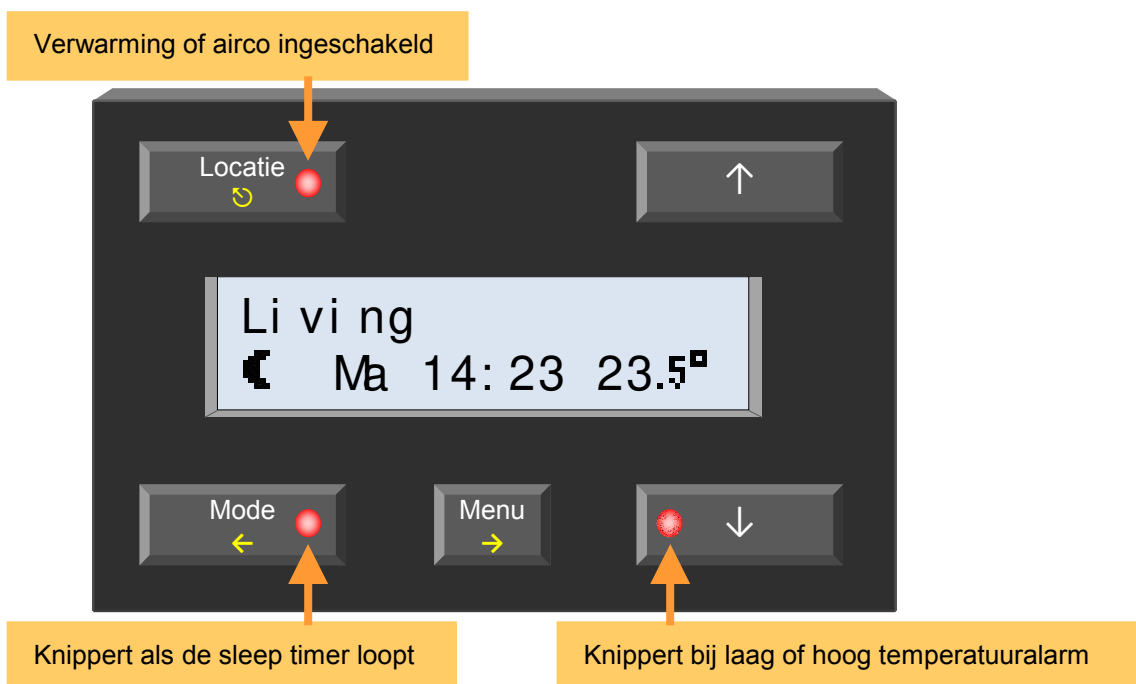 Verwarming of airco ingeschakeld
Locatie
↑
Living
Ma 14:23 23.5°
Mode
←
Menu
→
↓
Knippert als de sleep timer loopt
Knippert bij laag of hoog temperatuuralarm